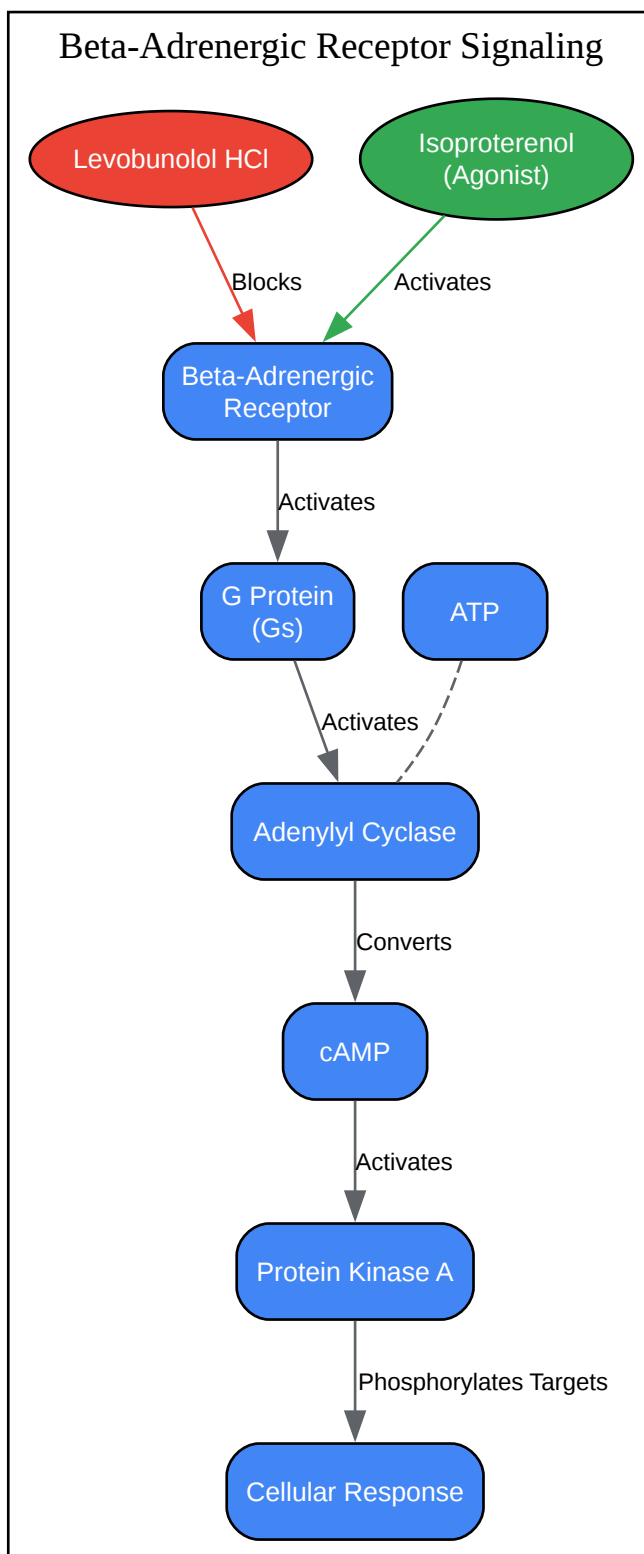 Beta-Adrenergic Receptor Signaling
Levobunolol HCl
Isoproterenol
(Agonist)
Blocks
Activates
Beta-Adrenergic
Receptor
Activates
G Protein
(Gs)
ATP
Activates
Adenylyl Cyclase
Converts
cAMP
Activates
Protein Kinase A
Phosphorylates Targets
Cellular Response